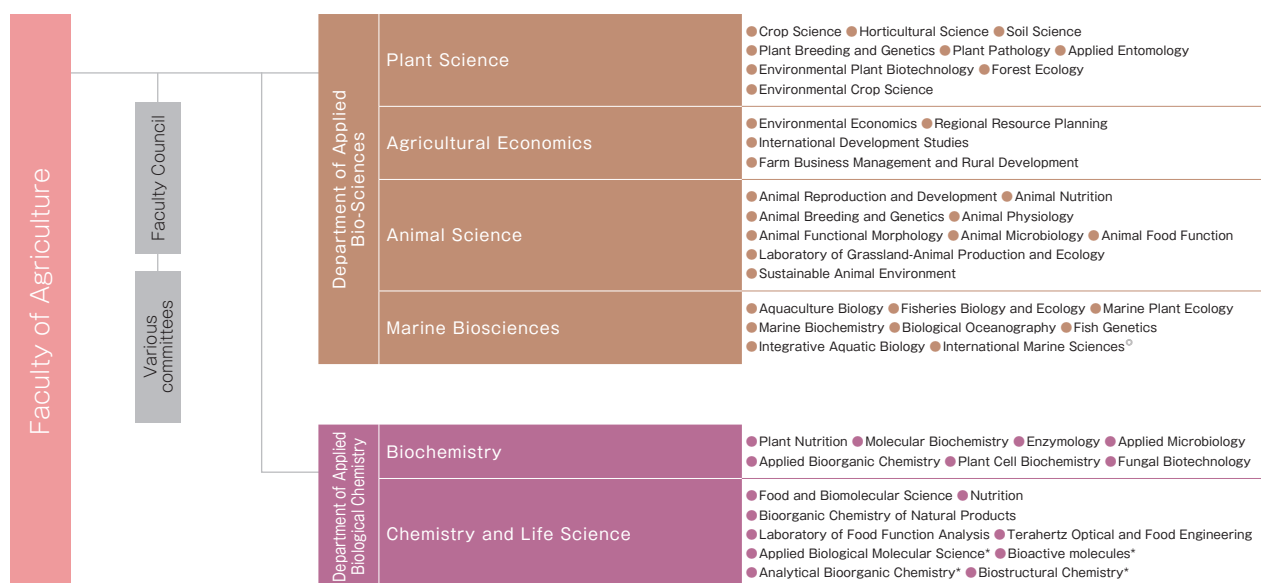 Faculty of Agriculture
Faculty Council
Various
committees
Department of Applied
Bio-Sciences
Plant Science
●Crop Science ●Horticultural Science ●Soil Science
●Plant Breeding and Genetics ●Plant Pathology ●Applied Entomology
●Environmental Plant Biotechnology ●Forest Ecology
●Environmental Crop Science
Agricultural Economics
●Environmental Economics ●Regional Resource Planning
●International Development Studies
●Farm Business Management and Rural Development
Animal Science
●Animal Reproduction and Development ●Animal Nutrition
●Animal Breeding and Genetics ●Animal Physiology
●Animal Functional Morphology ●Animal Microbiology ●Animal Food Function
●Laboratory of Grassland-Animal Production and Ecology
●Sustainable Animal Environment
Marine Biosciences
●Aquaculture Biology ●Fisheries Biology and Ecology ●Marine Plant Ecology
●Marine Biochemistry ●Biological Oceanography ●Fish Genetics
●Integrative Aquatic Biology ●International Marine Sciences○
Department of Applied
Biological Chemistry
Biochemistry
●Plant Nutrition ●Molecular Biochemistry ●Enzymology ●Applied Microbiology
●Applied Bioorganic Chemistry ●Plant Cell Biochemistry ●Fungal Biotechnology
Chemistry and Life Science
●Food and Biomolecular Science ●Nutrition
●Bioorganic Chemistry of Natural Products
●Laboratory of Food Function Analysis ●Terahertz Optical and Food Engineering
●Applied Biological Molecular Science* ●Bioactive molecules*
●Analytical Bioorganic Chemistry* ●Biostructural Chemistry*